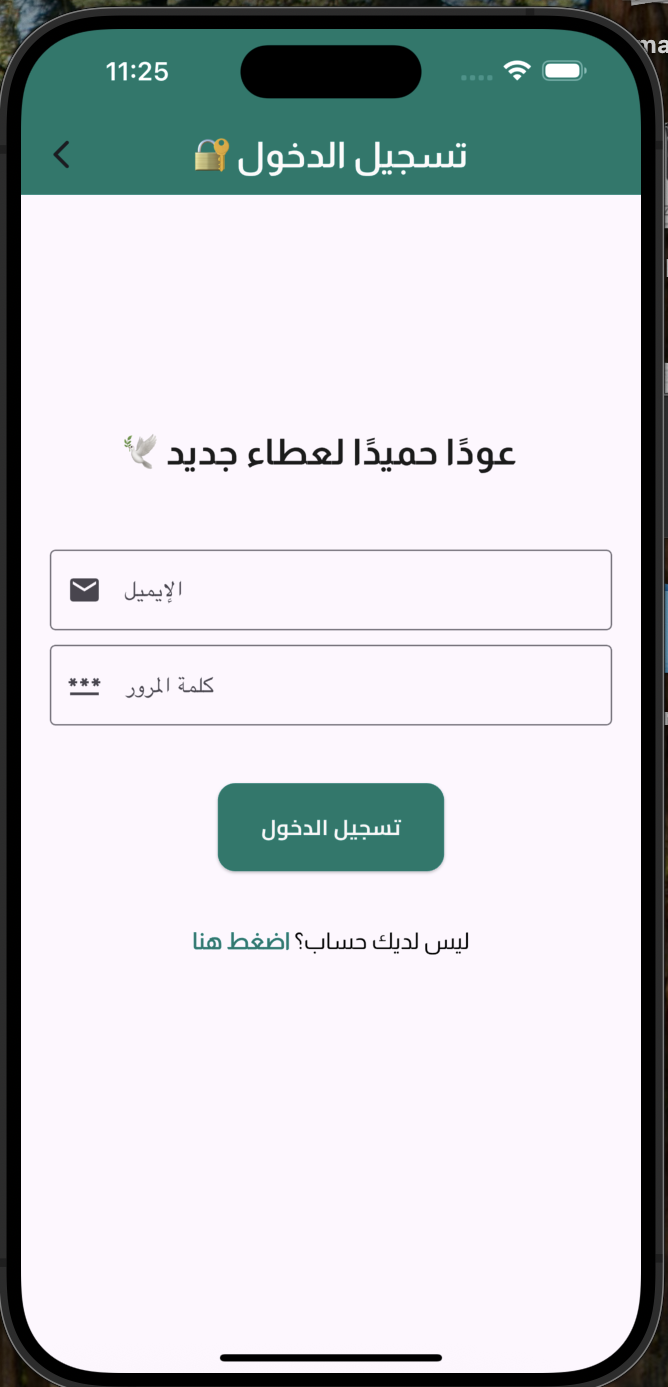 11:25
تسجيل الدخول 🔐
عودًا حميدًا لعطاء جديد 🕊️
الإيميل
*** كلمة المرور
تسجيل الدخول
ليس لديك حساب؟ اضغط هنا